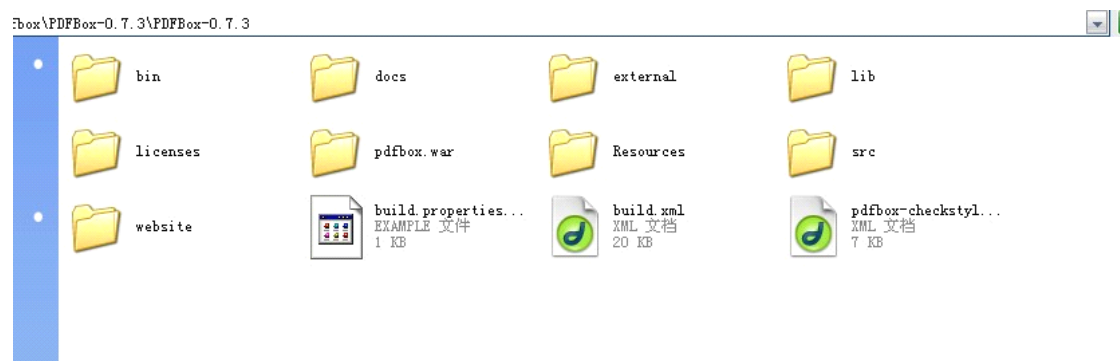 Fbox\PDFBox-0.7.3\PDFBox-0.7.3
bin
docs
external
lib
licenses
pdfbox.war
Resources
src
website
build.properties...
EXAMPLE 文件
1 KB
build.xml
XML 文档
20 KB
pdfbox-checkstyl...
XML 文档
7 KB